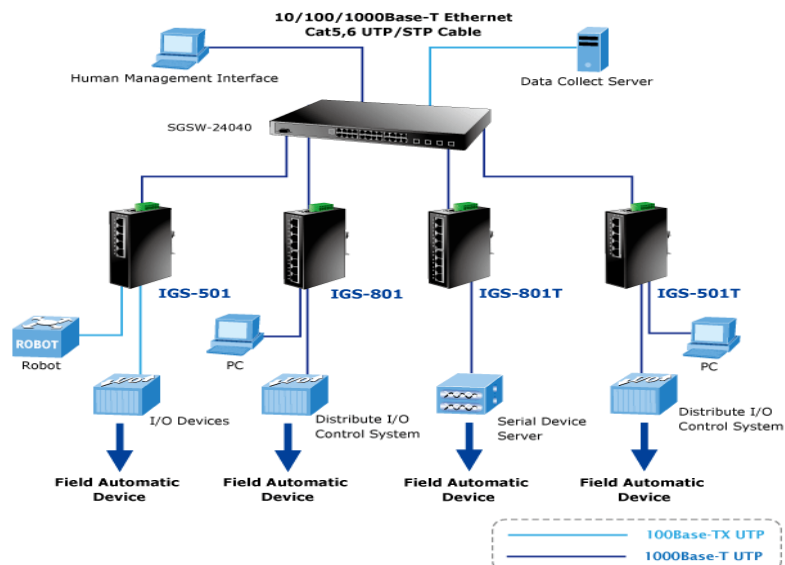 10/100/1000Base-T Ethernet
Cat5,6 UTP/STP Cable
Human Management Interface
Data Collect Server
SGSW-24040
IGS-501
IGS-801
IGS-801T
IGS-501T
ROBOT
Robot
PC
PC
I/O Devices
Distribute I/O
Control System
Serial Device
Server
Distribute I/O
Control System
Field Automatic
Device
Field Automatic
Device
Field Automatic
Device
Field Automatic
Device
100Base-TX UTP
1000Base-T UTP